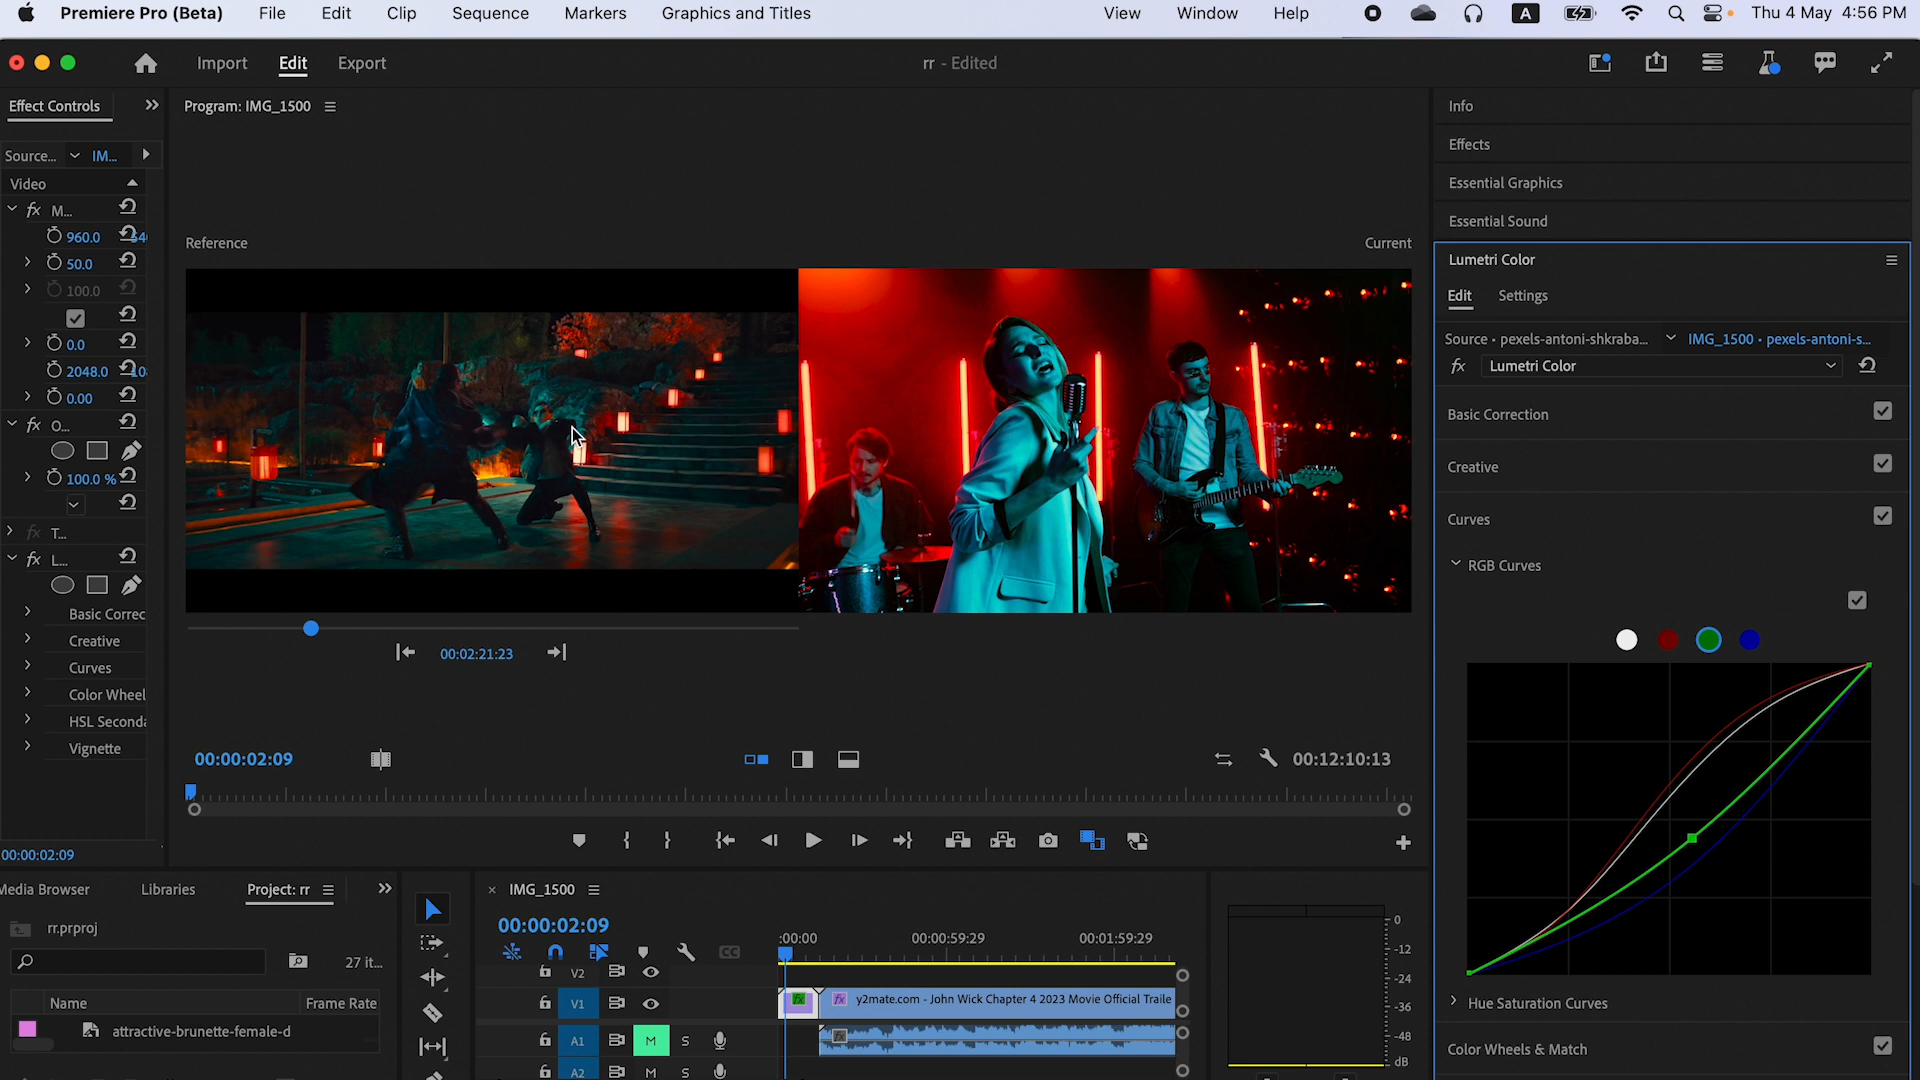 Premiere Pro (Beta) File Edit Clip Sequence Markers Graphics and Titles View Window Help A Thu 4 May 4:56 PM
Import Edit Export rr - Edited
Effect Controls
Program: IMG_1500
Source... IM...
Video
fx M...
960.0
50.0
100.0
0.0
2048.0
0.00
fx O...
100.0 %
fx T...
fx L...
Basic Correc
Creative
Curves
Color Wheel
HSL Seconda
Vignette
00:00:02:09
Reference Current
00:02:21:23
00:00:02:09 00:12:10:13
Info
Effects
Essential Graphics
Essential Sound
Lumetri Color
Edit Settings
Source • pexels-antoni-shkraba... IMG_1500 • pexels-antoni-s...
fx Lumetri Color
Basic Correction
Creative
Curves
RGB Curves
Hue Saturation Curves
Color Wheels & Match
Media Browser Libraries Project: rr
rr.prproj
27 it...
Name Frame Rate
attractive-brunette-female-d
× IMG_1500
00:00:02:09
:00:00 00:00:59:29 00:01:59:29
V2
V1 fx fx y2mate.com - John Wick Chapter 4 2023 Movie Official Traile
A1 M S fx
A2 M S
0
-12
-24
-36
-48
dB